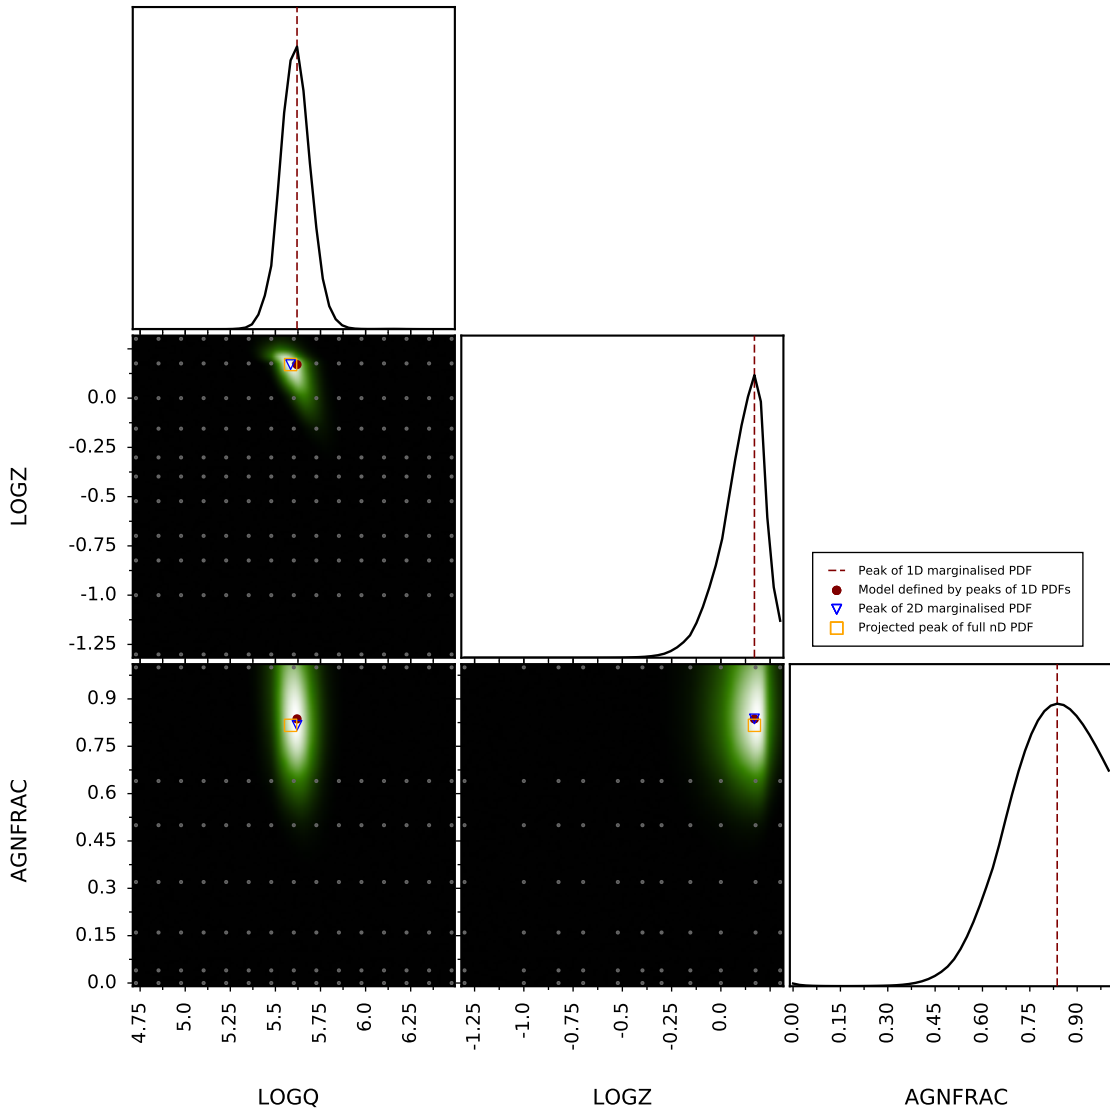 LOGZ
0.0
-0.25
-0.5
-0.75
-1.0
-1.25
Peak of 1D marginalised PDF
Model defined by peaks of 1D PDFs
Peak of 2D marginalised PDF
Projected peak of full nD PDF
AGNFRAC
0.9
0.75
0.6
0.45
0.3
0.15
0.0
4.75 5.0 5.25 5.5 5.75 6.0 6.25
-1.25 -1.0 -0.75 -0.5 -0.25 0.0
0.00 0.15 0.30 0.45 0.60 0.75 0.90
LOGQ LOGZ AGNFRAC